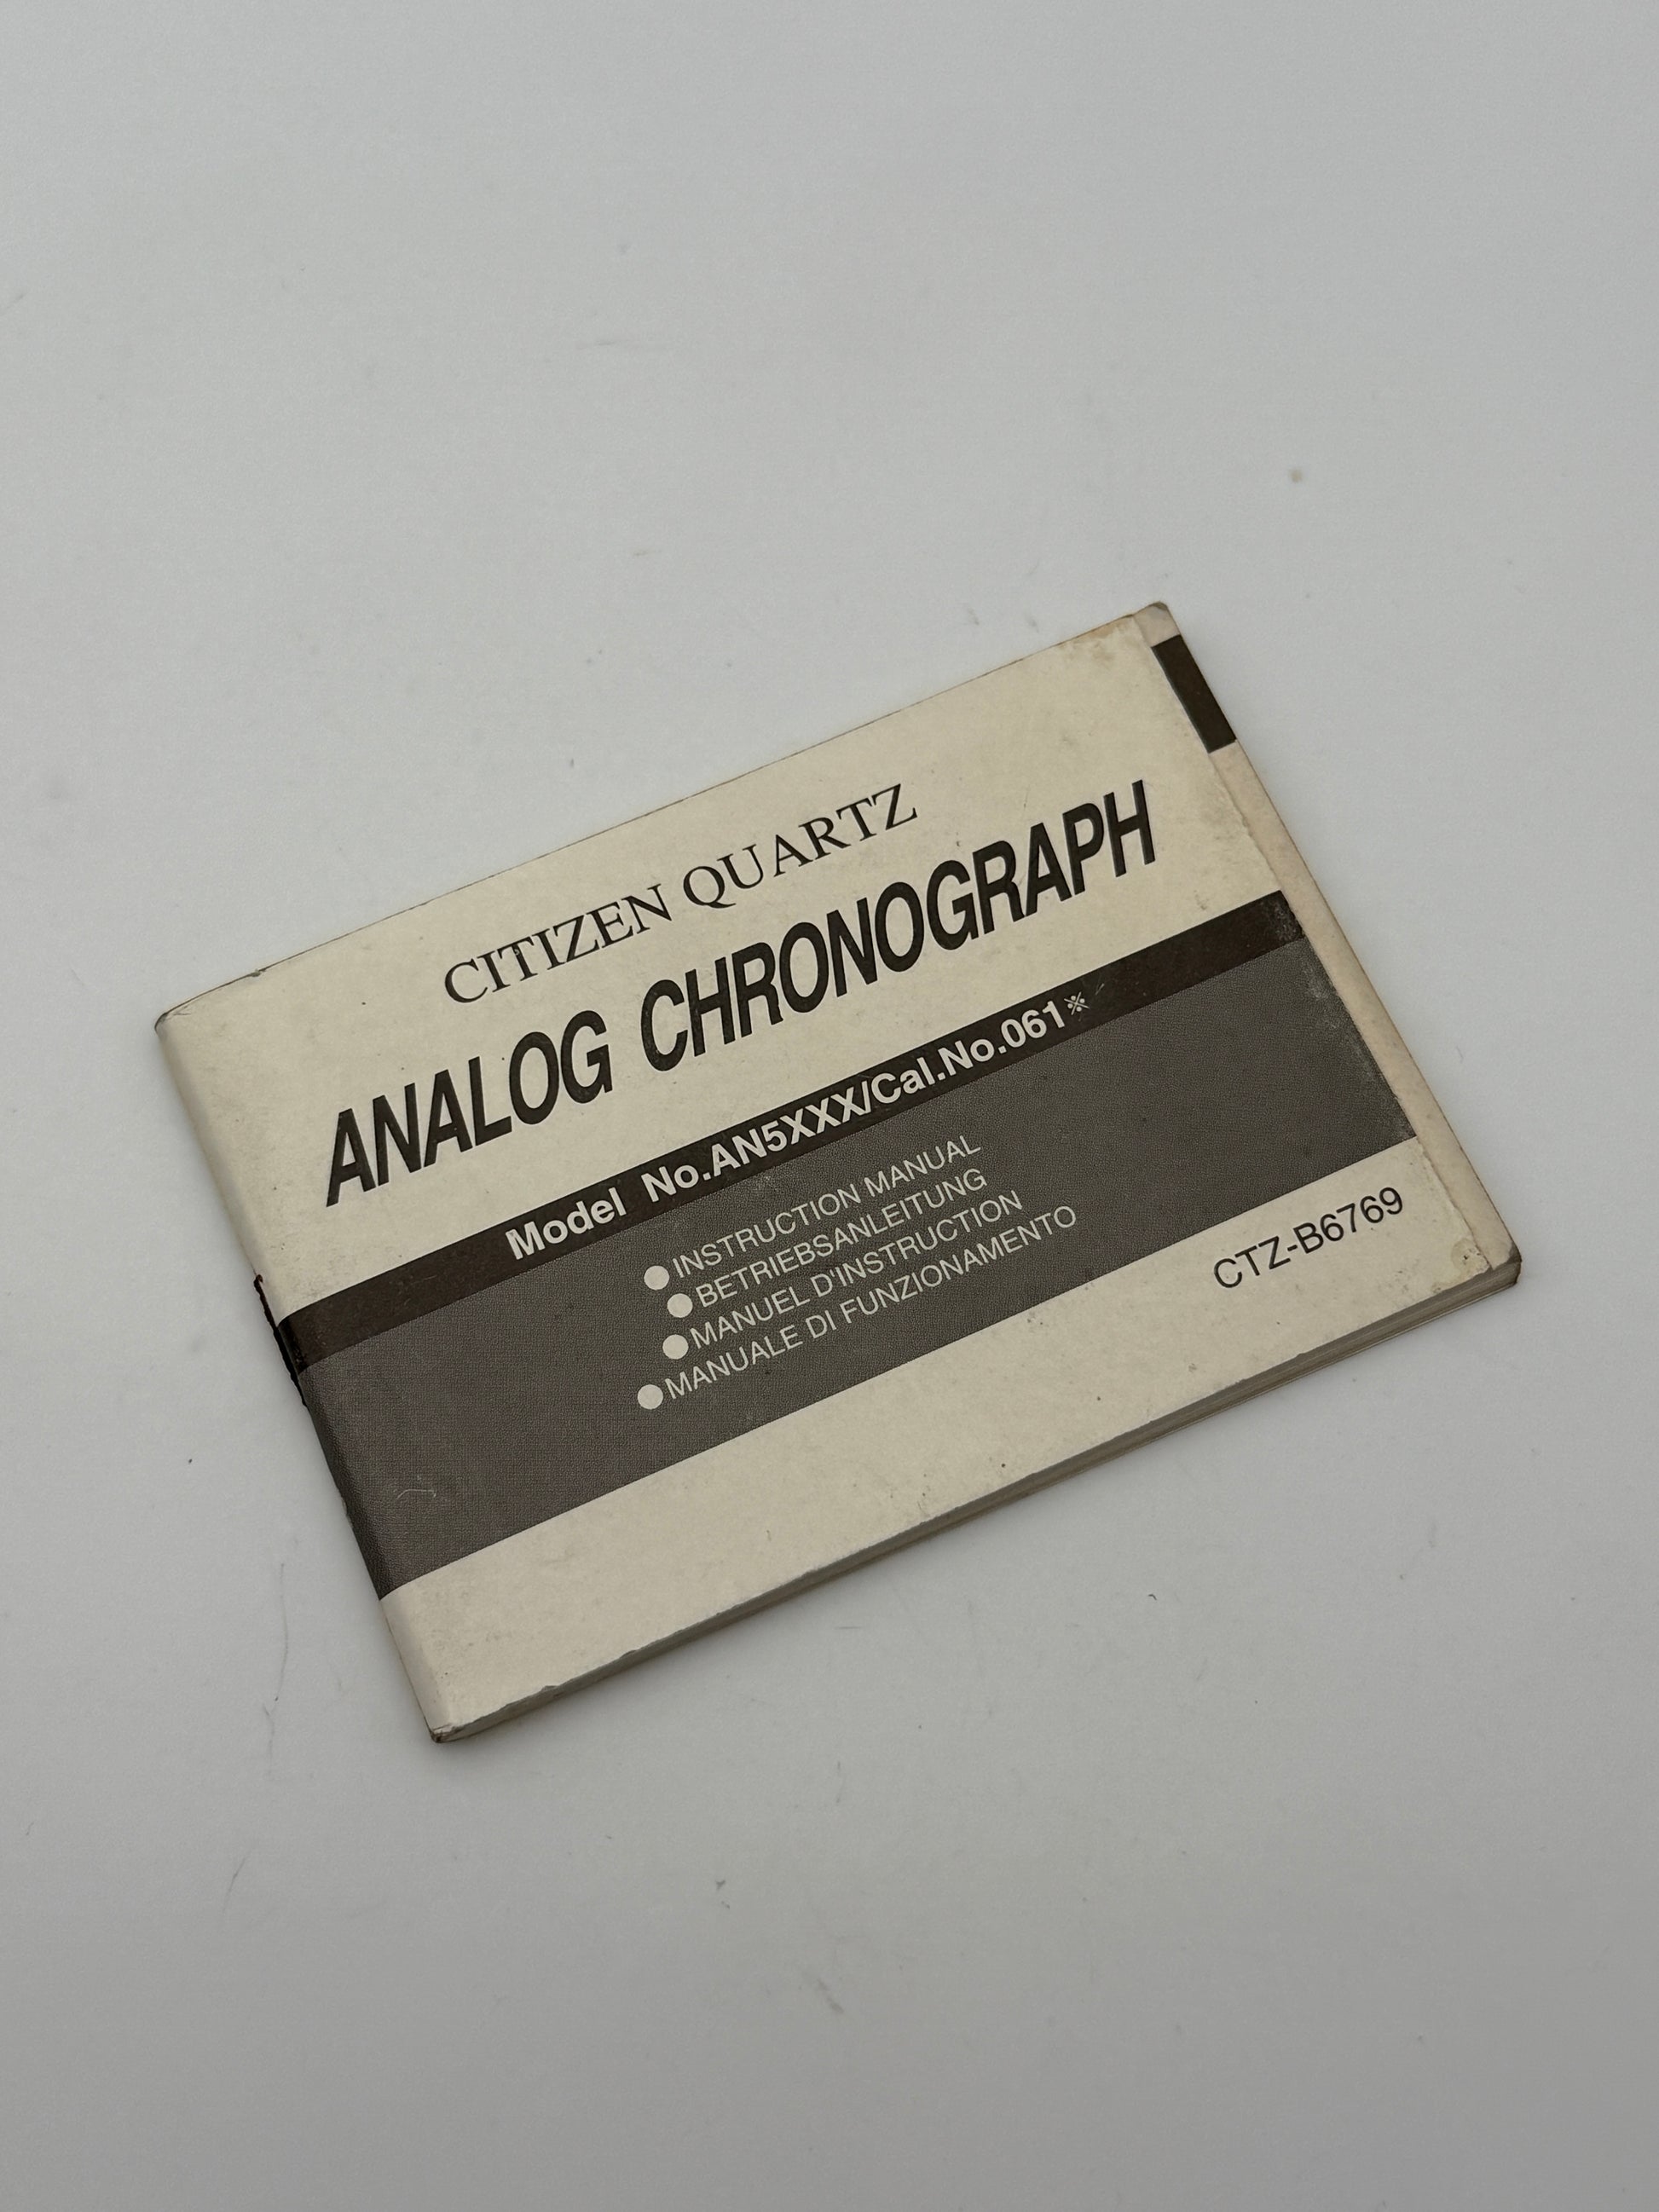 CITIZEN QUARTZ
ANALOG CHRONOGRAPH
Model No.AN5XXX/Cal.No.061※
●INSTRUCTION MANUAL
●BETRIEBSANLEITUNG
●MANUEL D'INSTRUCTION
●MANUALE DI FUNZIONAMENTO
CTZ-B6769